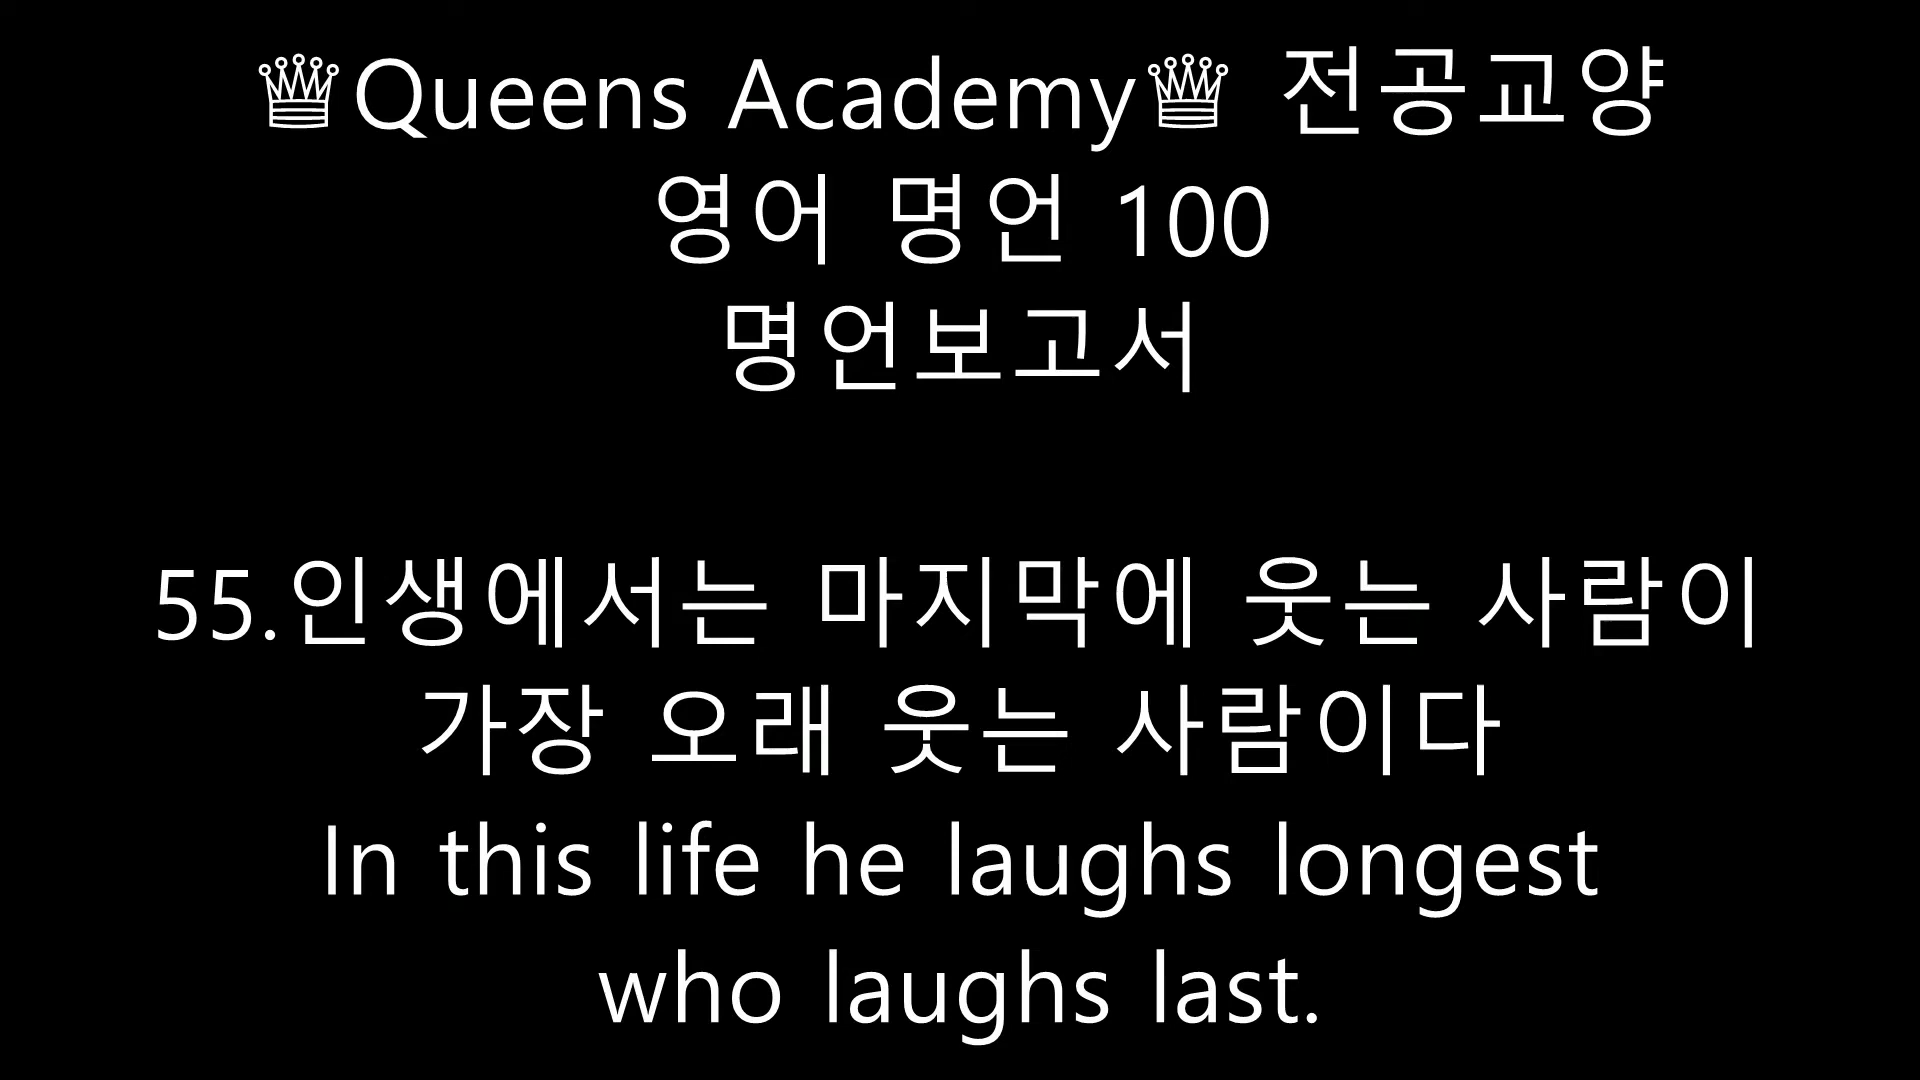 ♕Queens Academy♕ 전공교양
영어 명언 100
명언보고서
55.인생에서는 마지막에 웃는 사람이
가장 오래 웃는 사람이다
In this life he laughs longest
who laughs last.